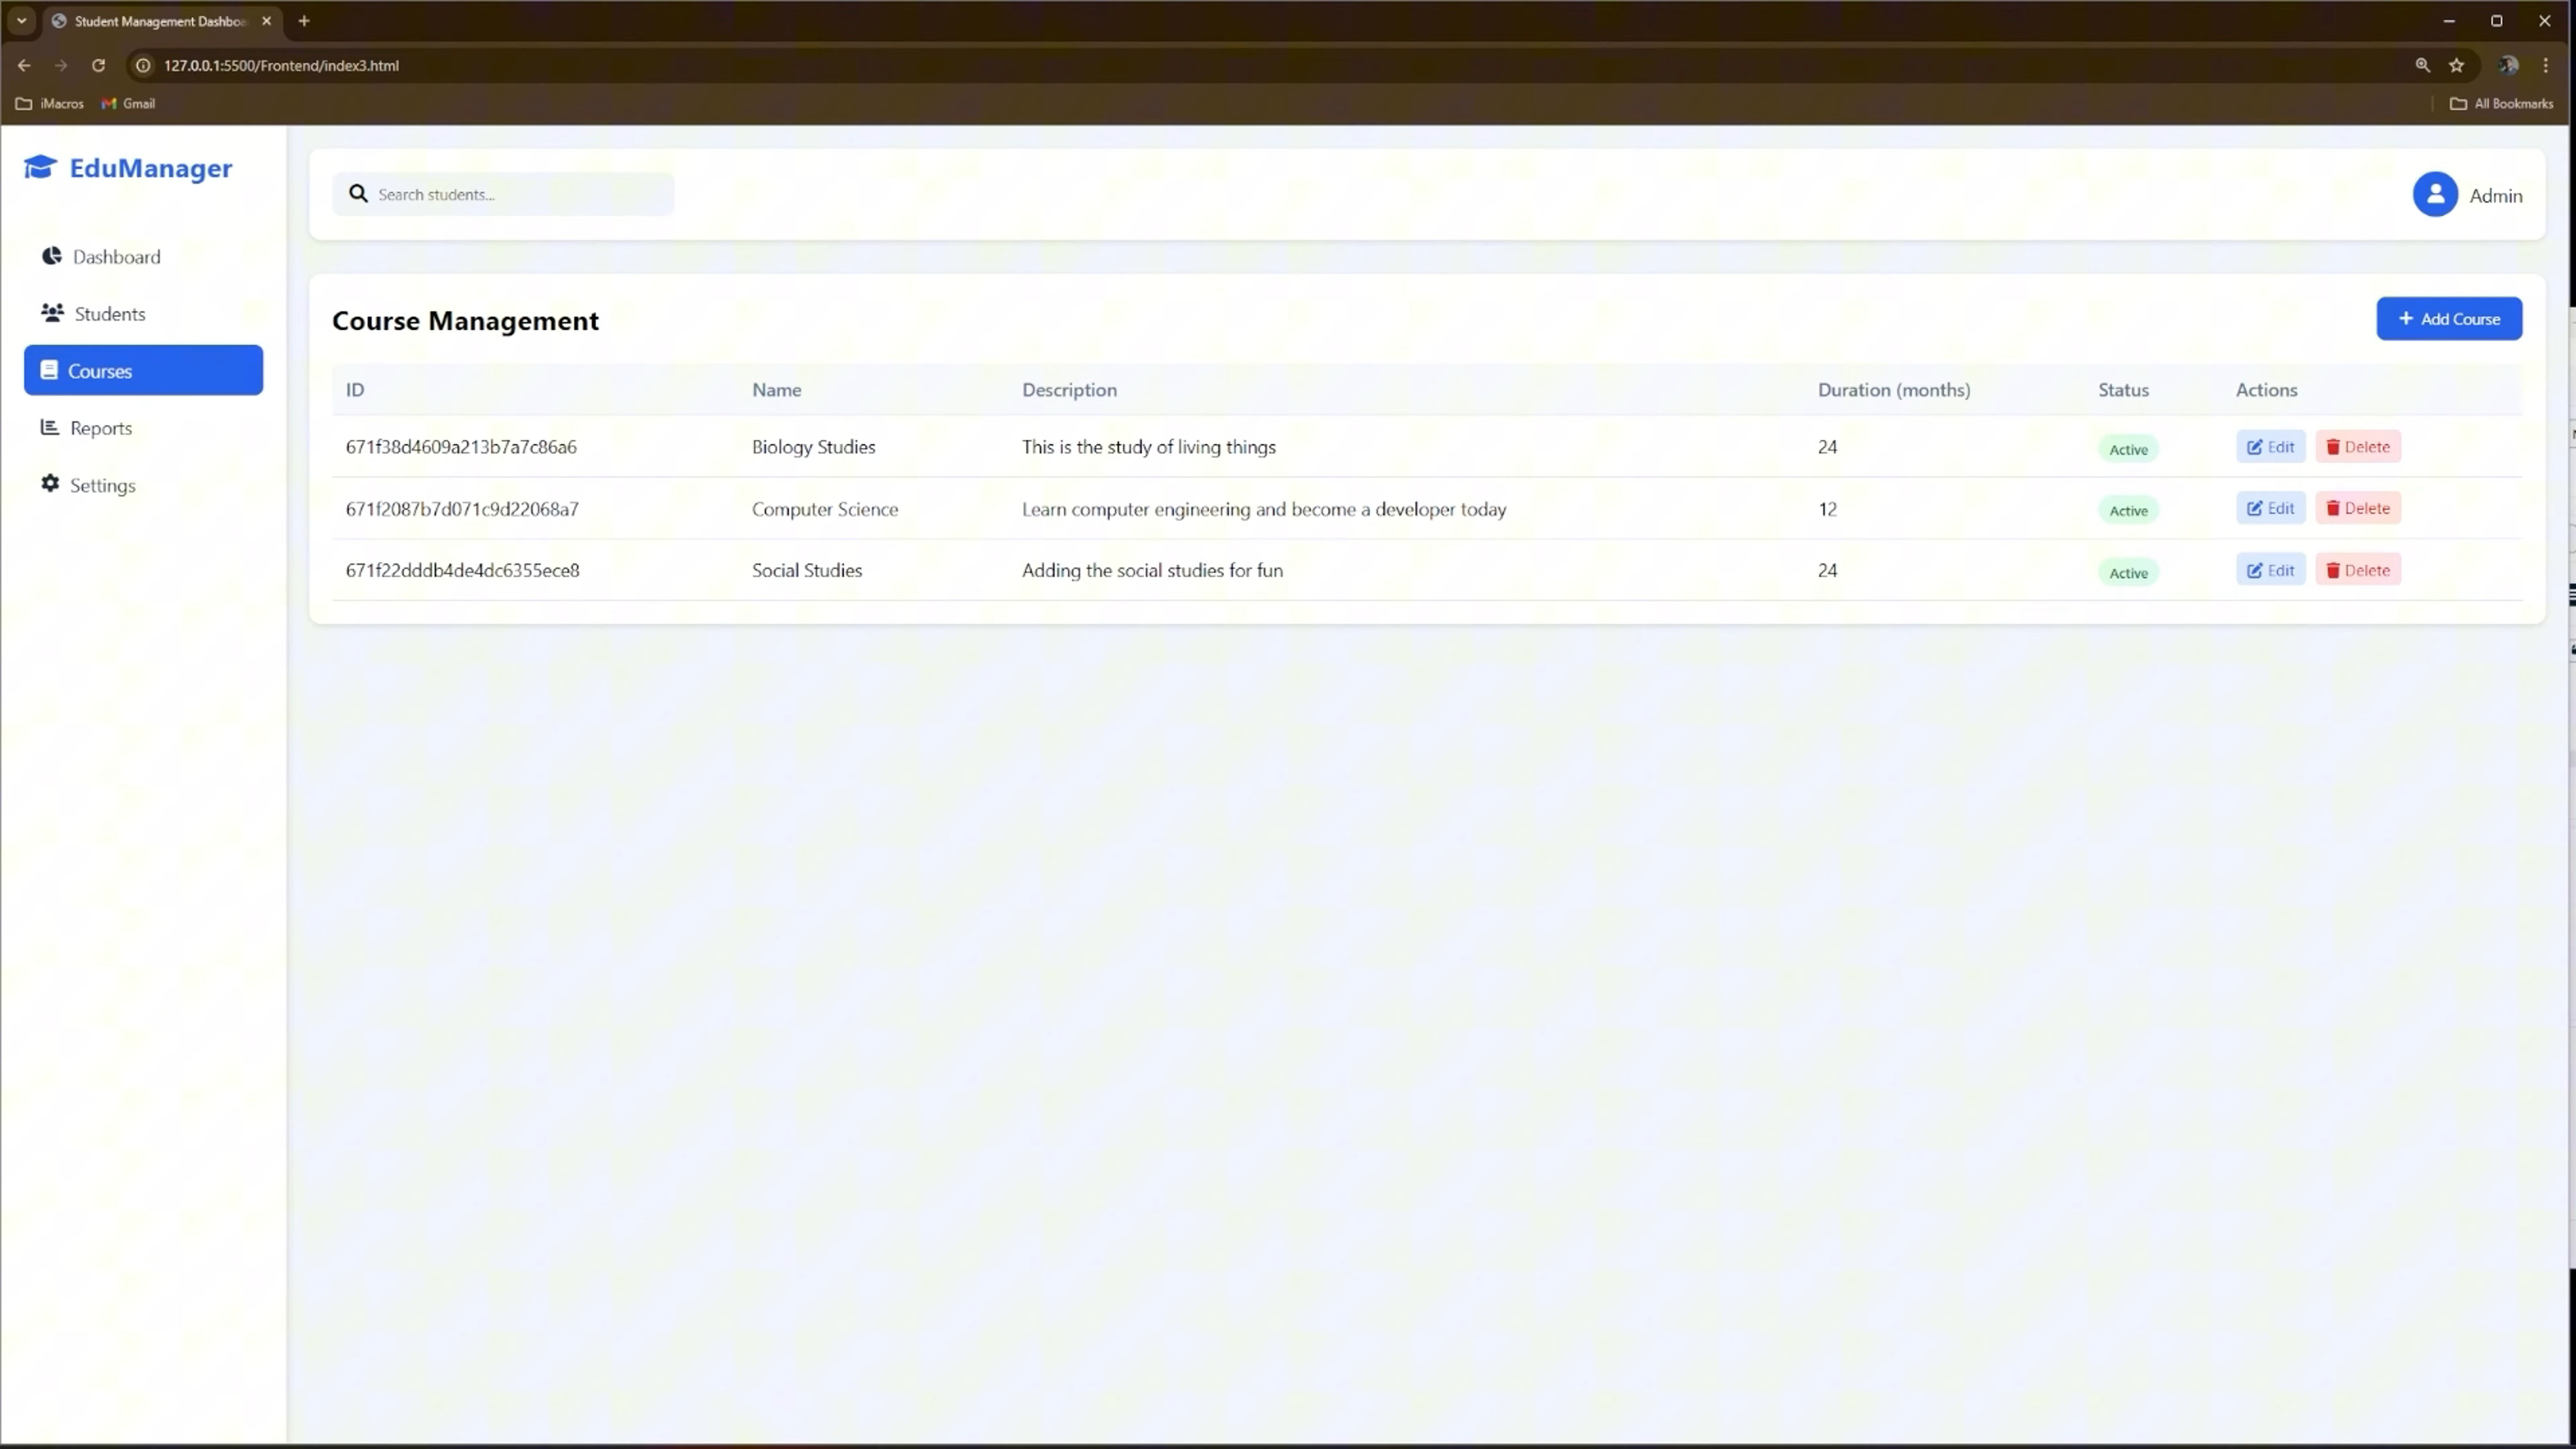 Student Management Dashboa
127.0.0.1:5500/Frontend/index3.html
iMacros Gmail All Bookmarks
EduManager
Search students...
Admin
Dashboard
Students
Courses
Reports
Settings
Course Management
Add Course
ID Name Description Duration (months) Status Actions
671f38d4609a213b7a7c86a6 Biology Studies This is the study of living things 24 Active Edit Delete
671f2087b7d071c9d22068a7 Computer Science Learn computer engineering and become a developer today 12 Active Edit Delete
671f22dddb4de4dc6355ece8 Social Studies Adding the social studies for fun 24 Active Edit Delete